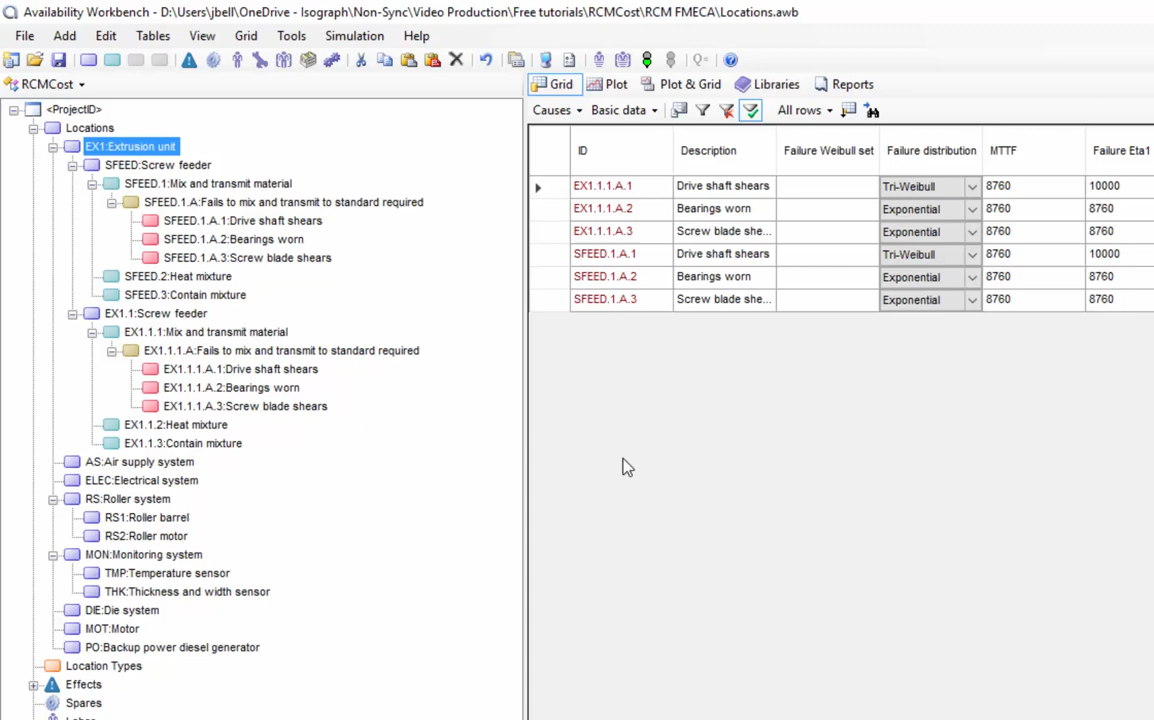 Availability Workbench - D:\Users\jbell\OneDrive - Isograph\Non-Sync\Video Production\Free tutorials\RCMCost\RCM FMECA\Locations.awb
File Add Edit Tables View Grid Tools Simulation Help
Q=
RCMCost
Grid Plot Plot & Grid Libraries Reports
Causes Basic data All rows
ID Description Failure Weibull set Failure distribution MTTF Failure Eta1
EX1.1.1.A.1 Drive shaft shears Tri-Weibull 8760 10000
EX1.1.1.A.2 Bearings worn Exponential 8760 8760
EX1.1.1.A.3 Screw blade she... Exponential 8760 8760
SFEED.1.A.1 Drive shaft shears Tri-Weibull 8760 10000
SFEED.1.A.2 Bearings worn Exponential 8760 8760
SFEED.1.A.3 Screw blade she... Exponential 8760 8760
<ProjectID>
Locations
EX1:Extrusion unit
SFEED:Screw feeder
SFEED.1:Mix and transmit material
SFEED.1.A:Fails to mix and transmit to standard required
SFEED.1.A.1:Drive shaft shears
SFEED.1.A.2:Bearings worn
SFEED.1.A.3:Screw blade shears
SFEED.2:Heat mixture
SFEED.3:Contain mixture
EX1.1:Screw feeder
EX1.1.1:Mix and transmit material
EX1.1.1.A:Fails to mix and transmit to standard required
EX1.1.1.A.1:Drive shaft shears
EX1.1.1.A.2:Bearings worn
EX1.1.1.A.3:Screw blade shears
EX1.1.2:Heat mixture
EX1.1.3:Contain mixture
AS:Air supply system
ELEC:Electrical system
RS:Roller system
RS1:Roller barrel
RS2:Roller motor
MON:Monitoring system
TMP:Temperature sensor
THK:Thickness and width sensor
DIE:Die system
MOT:Motor
PO:Backup power diesel generator
Location Types
Effects
Spares